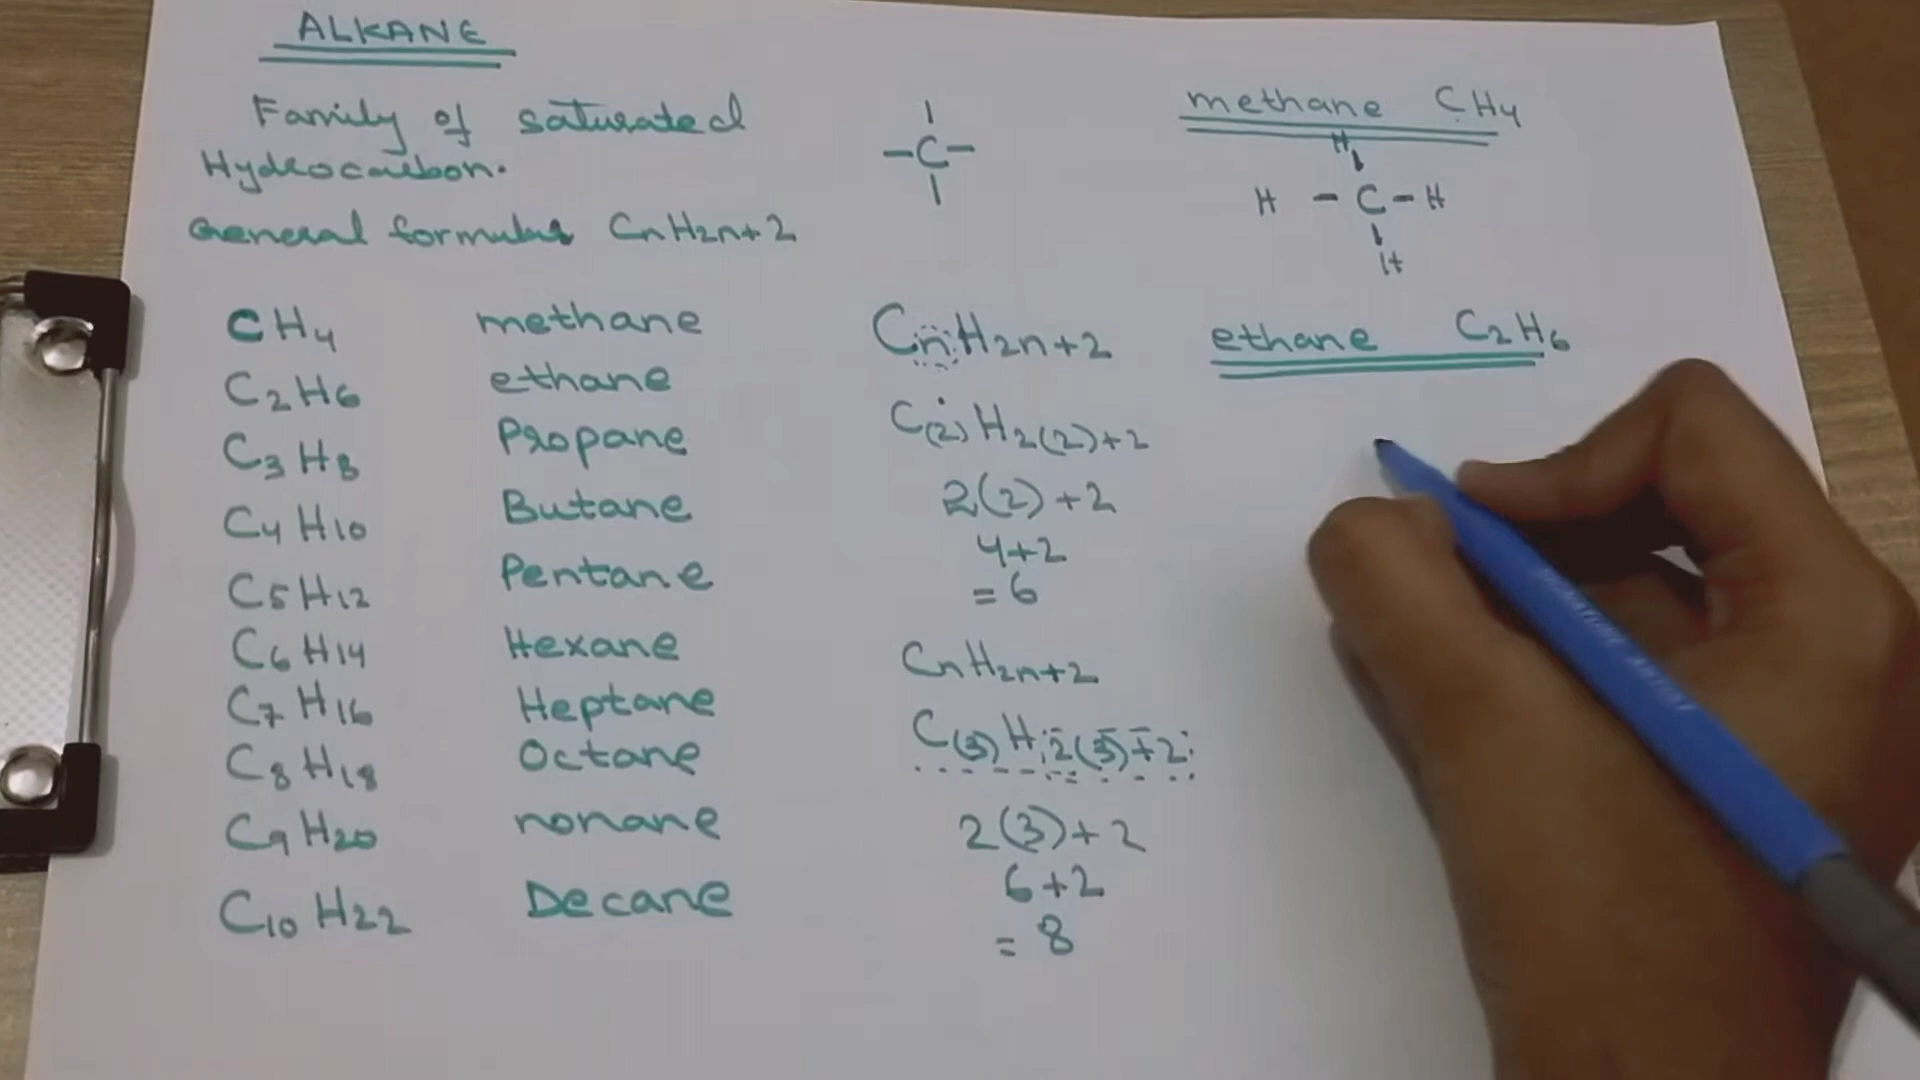 ALKANE
Family of saturated
Hydrocarbon.
General formula CnH2n+2
CH4 methane
C2H6 ethane
C3H8 Propane
C4H10 Butane
C5H12 Pentane
C6H14 Hexane
C7H16 Heptane
C8H18 Octane
C9H20 nonane
C10H22 Decane
-C-
CnH2n+2
C(2)H2(2)+2
2(2)+2
4+2
=6
CnH2n+2
C(3)H2(3)+2
2(3)+2
6+2
=8
methane CH4
H
H -C-H
H
ethane C2H6